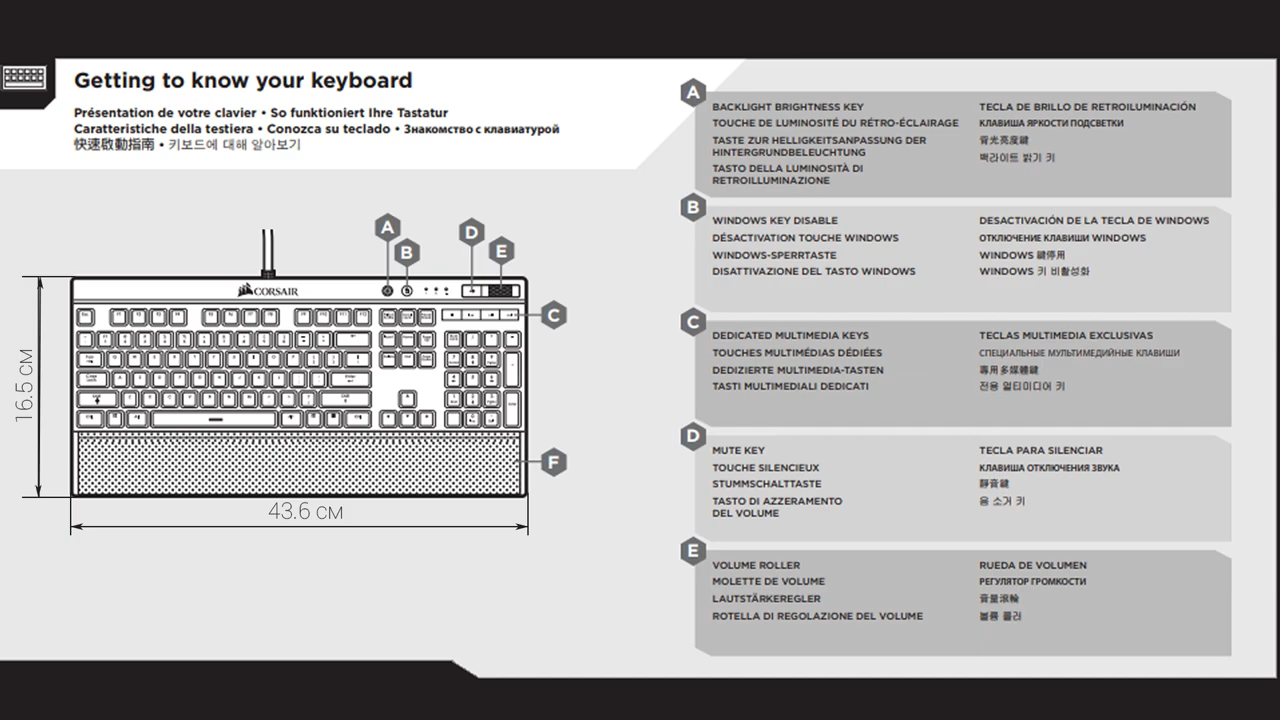 Getting to know your keyboard
Présentation de votre clavier • So funktioniert Ihre Tastatur
Caratteristiche della testiera • Conozca su teclado • Знакомство с клавиатурой
快速啟動指南 • 키보드에 대해 알아보기
A
B
D
E
CORSAIR
C
F
16.5 см
43.6 см
A
BACKLIGHT BRIGHTNESS KEY
TOUCHE DE LUMINOSITÉ DU RÉTRO-ÉCLAIRAGE
TASTE ZUR HELLIGKEITSANPASSUNG DER
HINTERGRUNDBELEUCHTUNG
TASTO DELLA LUMINOSITÀ DI
RETROILLUMINAZIONE
TECLA DE BRILLO DE RETROILUMINACIÓN
КЛАВИША ЯРКОСТИ ПОДСВЕТКИ
背光亮度鍵
백라이트 밝기 키
B
WINDOWS KEY DISABLE
DÉSACTIVATION TOUCHE WINDOWS
WINDOWS-SPERRTASTE
DISATTIVAZIONE DEL TASTO WINDOWS
DESACTIVACIÓN DE LA TECLA DE WINDOWS
ОТКЛЮЧЕНИЕ КЛАВИШИ WINDOWS
WINDOWS 鍵停用
WINDOWS 키 비활성화
C
DEDICATED MULTIMEDIA KEYS
TOUCHES MULTIMÉDIAS DÉDIÉES
DEDIZIERTE MULTIMEDIA-TASTEN
TASTI MULTIMEDIALI DEDICATI
TECLAS MULTIMEDIA EXCLUSIVAS
СПЕЦИАЛЬНЫЕ МУЛЬТИМЕДИЙНЫЕ КЛАВИШИ
專用多媒體鍵
전용 멀티미디어 키
D
MUTE KEY
TOUCHE SILENCIEUX
STUMMSCHALTTASTE
TASTO DI AZZERAMENTO
DEL VOLUME
TECLA PARA SILENCIAR
КЛАВИША ОТКЛЮЧЕНИЯ ЗВУКА
靜音鍵
음 소거 키
E
VOLUME ROLLER
MOLETTE DE VOLUME
LAUTSTÄRKEREGLER
ROTELLA DI REGOLAZIONE DEL VOLUME
RUEDA DE VOLUMEN
РЕГУЛЯТОР ГРОМКОСТИ
音量滾輪
볼륨 롤러